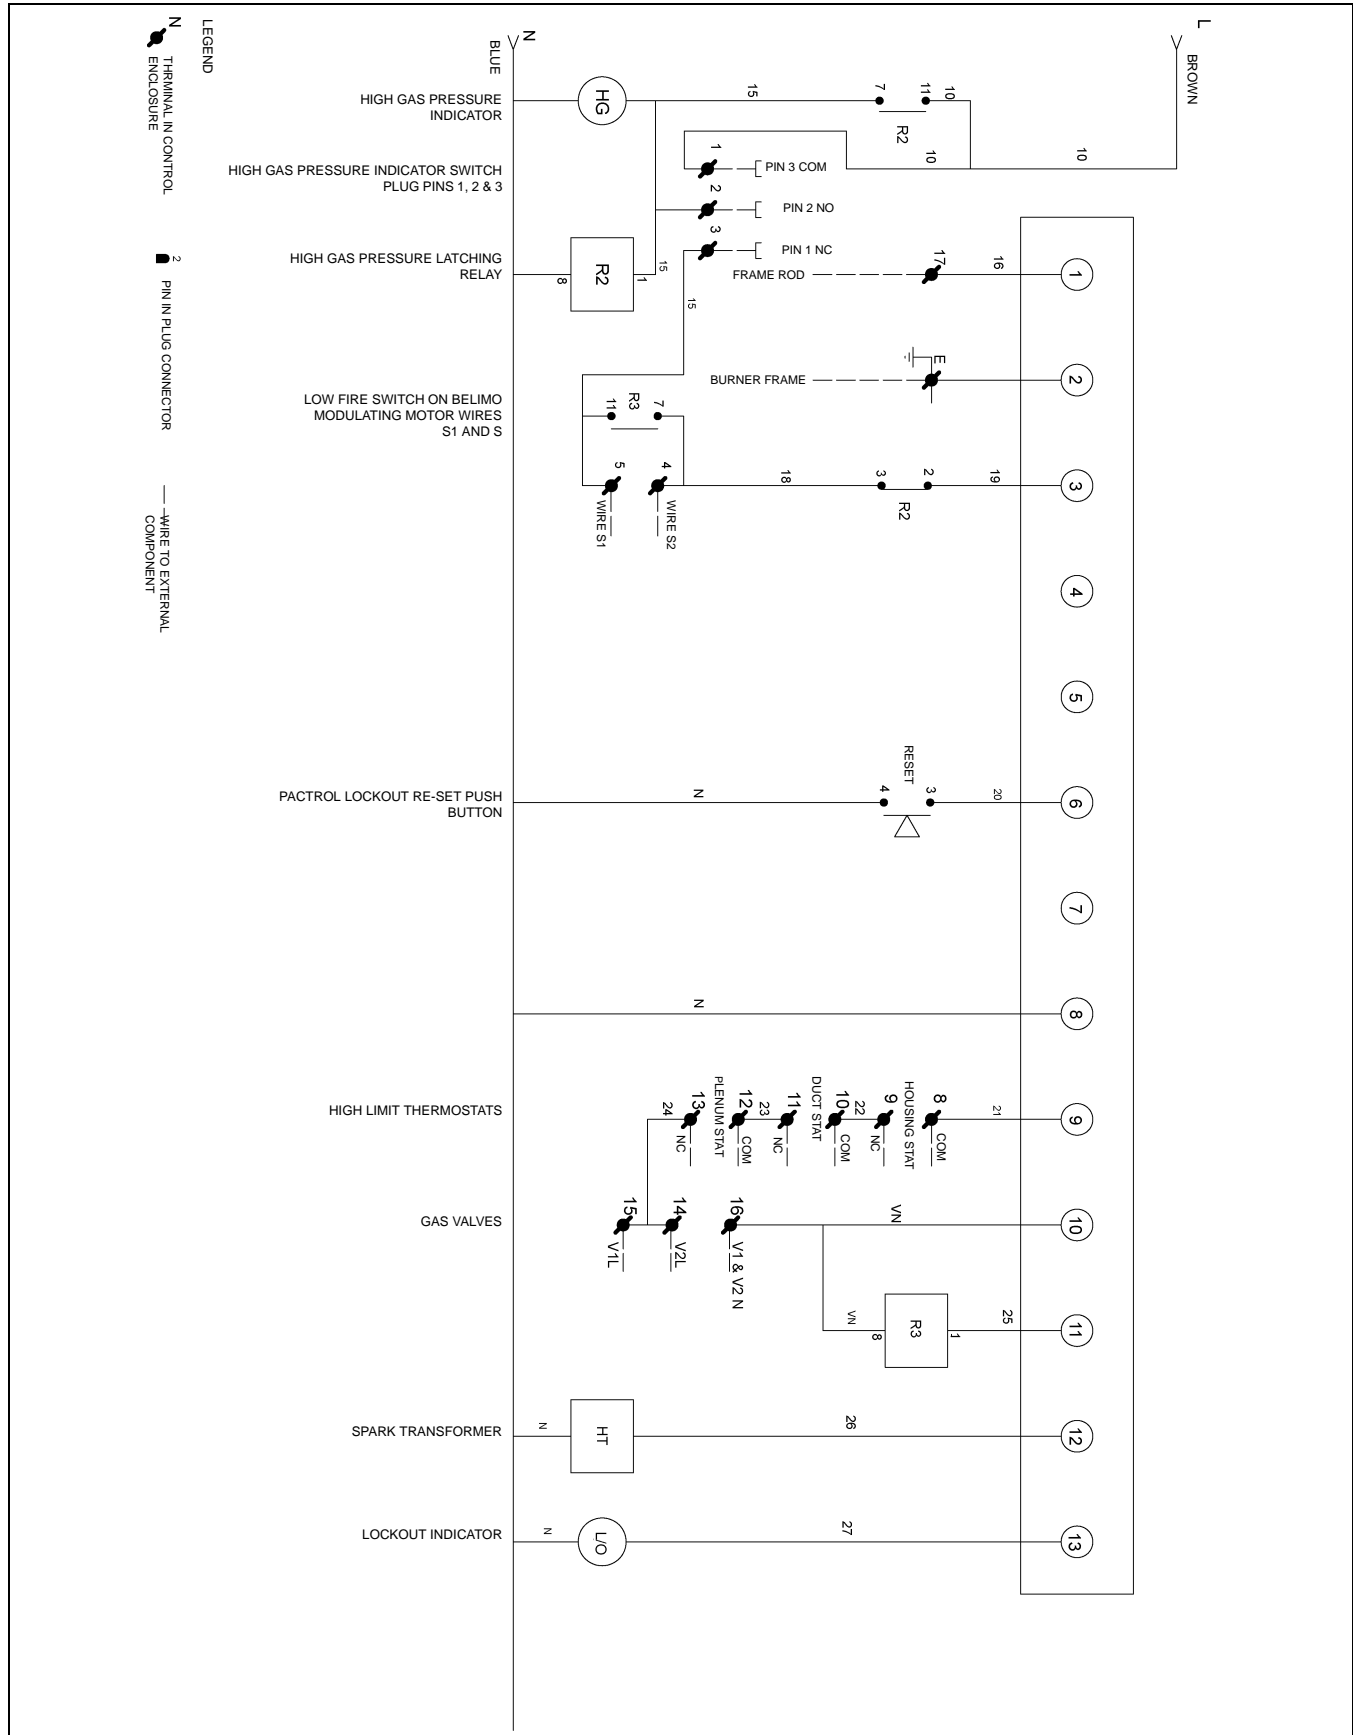 L
BROWN
N
BLUE
LEGEND
N
THRMINAL IN CONTROL
ENCLOSURE
2
PIN IN PLUG CONNECTOR
WIRE TO EXTERNAL
COMPONENT
HIGH GAS PRESSURE
INDICATOR
HG
15
7
11
10
R2
10
10
HIGH GAS PRESSURE INDICATOR SWITCH
PLUG PINS 1, 2 & 3
1
PIN 3 COM
2
PIN 2 NO
3
PIN 1 NC
HIGH GAS PRESSURE LATCHING
RELAY
8
R2
1
15
15
FRAME ROD
17
16
1
BURNER FRAME
E
2
LOW FIRE SWITCH ON BELIMO
MODULATING MOTOR WIRES
S1 AND S
11
R3
7
5
WIRE S1
4
WIRE S2
18
3
2
R2
19
3
4
5
PACTROL LOCKOUT RE-SET PUSH
BUTTON
N
RESET
4
3
20
6
7
N
8
HIGH LIMIT THERMOSTATS
24
13
NC
PLENUM STAT
12
COM
23
11
NC
DUCT STAT
10
COM
22
9
NC
HOUSING STAT
8
COM
21
9
GAS VALVES
15
V1L
14
V2L
16
V1 & V2 N
VN
10
VN
8
R3
1
25
11
SPARK TRANSFORMER
N
HT
26
12
LOCKOUT INDICATOR
N
L/O
27
13